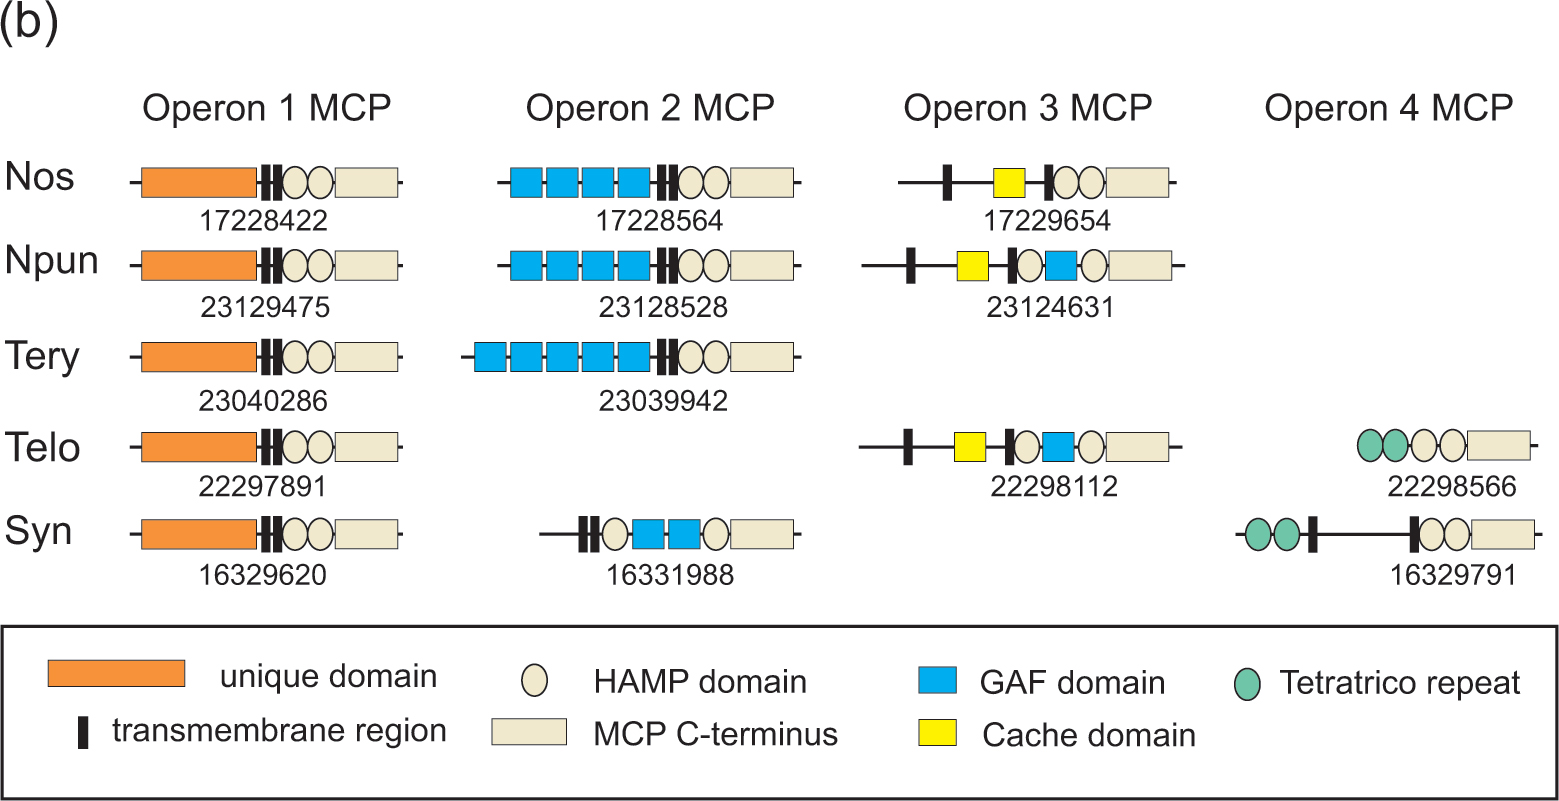 (b)
Operon 1 MCP Operon 2 MCP Operon 3 MCP Operon 4 MCP
Nos
17228422 17228564 17229654
Npun
23129475 23128528 23124631
Tery
23040286 23039942
Telo
22297891 22298112 22298566
Syn
16329620 16331988 16329791
unique domain HAMP domain GAF domain Tetratrico repeat
transmembrane region MCP C-terminus Cache domain